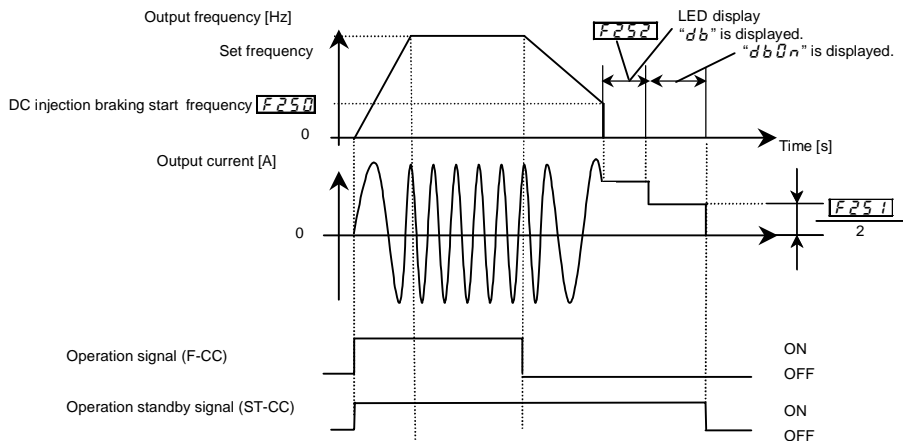 Output frequency [Hz]
Set frequency
F252
LED display
“db” is displayed.
“dbOn” is displayed.
DC injection braking start frequency F250
0
Time [s]
Output current [A]
F251
2
0
Operation signal (F-CC)
ON
OFF
Operation standby signal (ST-CC)
ON
OFF